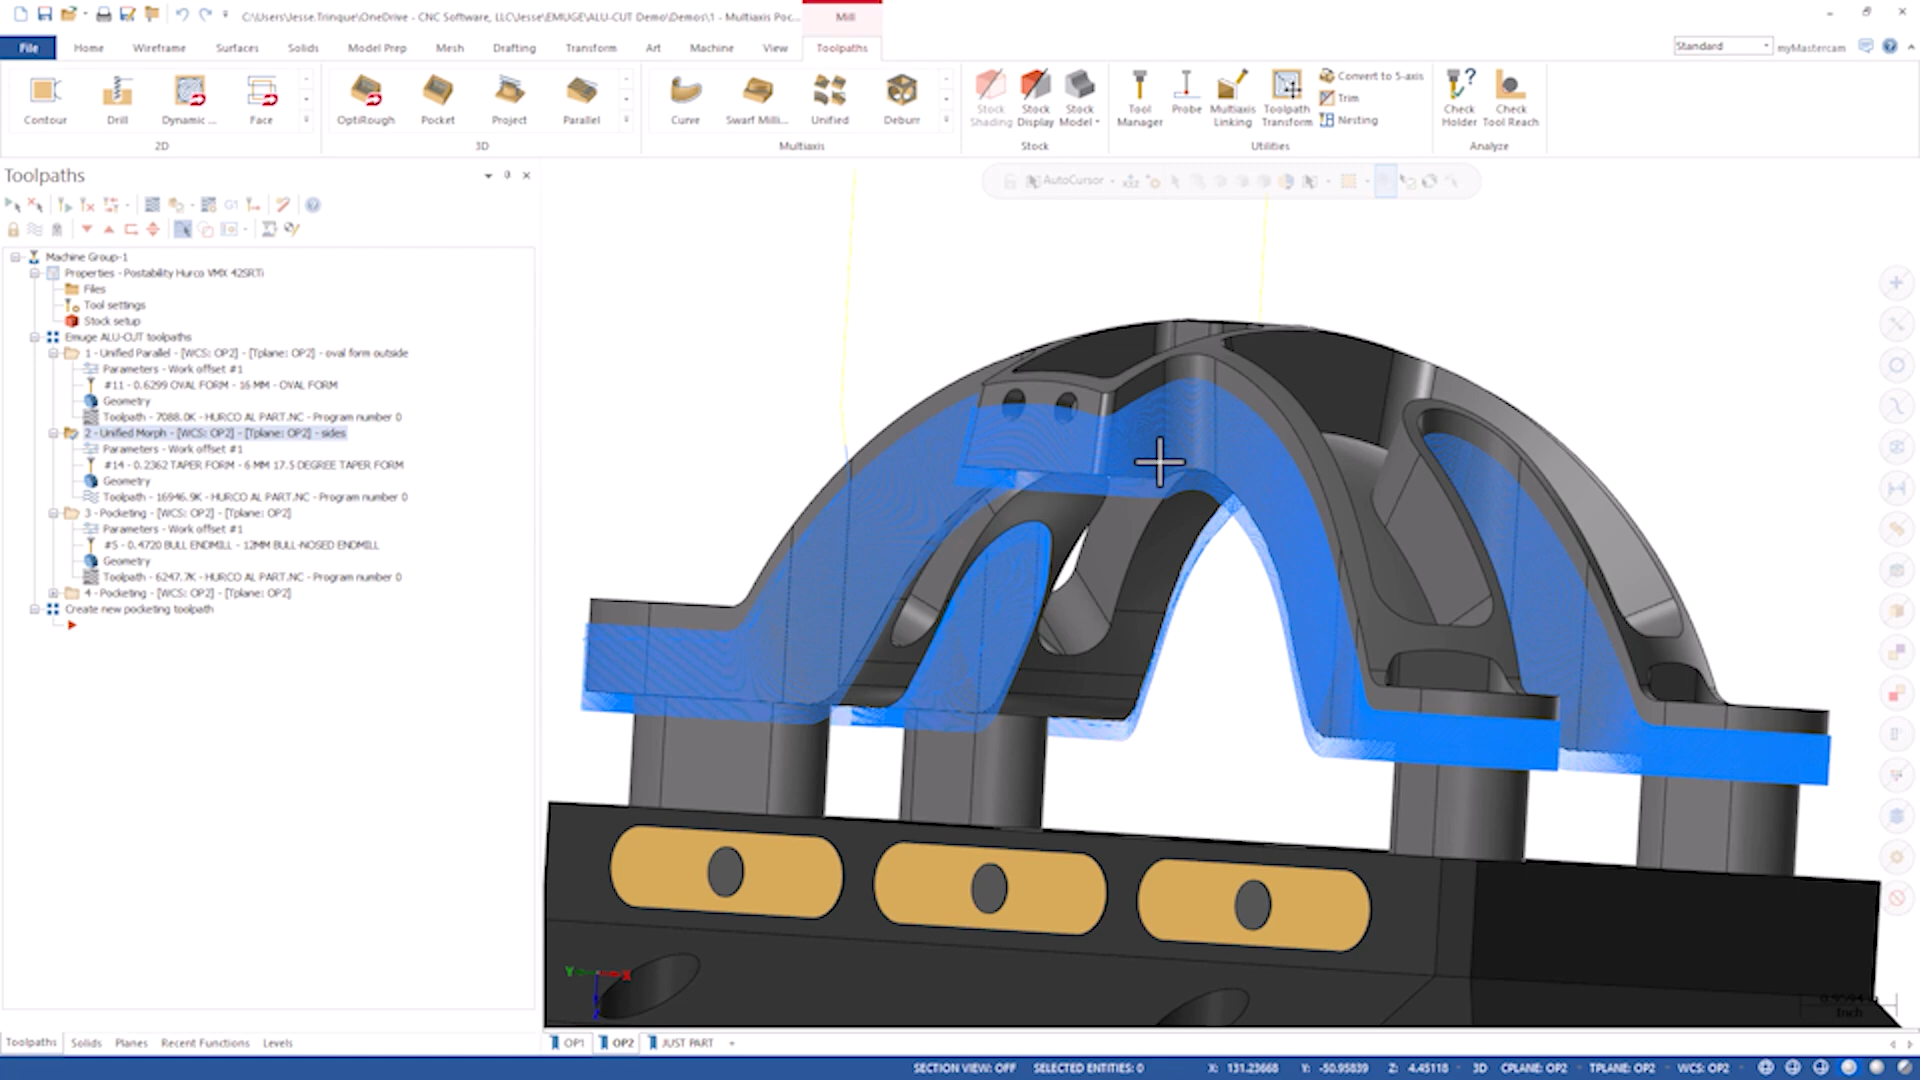 C:\Users\Jesse.Trinque\OneDrive - CNC Software, LLC\Jesse\EMUGE\ALU-CUT Demo\Demos\1 - Multiaxis Poc... Mill
File Home Wireframe Surfaces Solids Model Prep Mesh Drafting Transform Art Machine View Toolpaths Standard myMastercam
Contour Drill Dynamic ... Face OptiRough Pocket Project Parallel Curve Swarf Milli... Unified Deburr
Stock Shading Stock Display Stock Model Tool Manager Probe Multiaxis Linking Toolpath Transform
Convert to 5-axis
Trim
Nesting
Check Holder Check Tool Reach
2D 3D Multiaxis Stock Utilities Analyze
Toolpaths
AutoCursor
G1
Machine Group-1
Properties - Postability Hurco VMX 42SRTi
Files
Tool settings
Stock setup
Emuge ALU-CUT toolpaths
1 - Unified Parallel - [WCS: OP2] - [Tplane: OP2] - oval form outside
Parameters - Work offset #1
#11 - 0.6299 OVAL FORM - 16 MM - OVAL FORM
Geometry
Toolpath - 7088.0K - HURCO AL PART.NC - Program number 0
2 - Unified Morph - [WCS: OP2] - [Tplane: OP2] - sides
Parameters - Work offset #1
#14 - 0.2362 TAPER FORM - 6 MM 17.5 DEGREE TAPER FORM
Geometry
Toolpath - 16946.9K - HURCO AL PART.NC - Program number 0
3 - Pocketing - [WCS: OP2] - [Tplane: OP2]
Parameters - Work offset #1
#5 - 0.4720 BULL ENDMILL - 12MM BULL-NOSED ENDMILL
Geometry
Toolpath - 6247.7K - HURCO AL PART.NC - Program number 0
4 - Pocketing - [WCS: OP2] - [Tplane: OP2]
Create new pocketing toolpath
Y X
Z
Inch
Toolpaths Solids Planes Recent Functions Levels OP1 OP2 JUST PART
SECTION VIEW: OFF SELECTED ENTITIES: 0 X: 131.23668 Y: -50.95839 Z: 4.45118 3D CPLANE: OP2 TPLANE: OP2 WCS: OP2